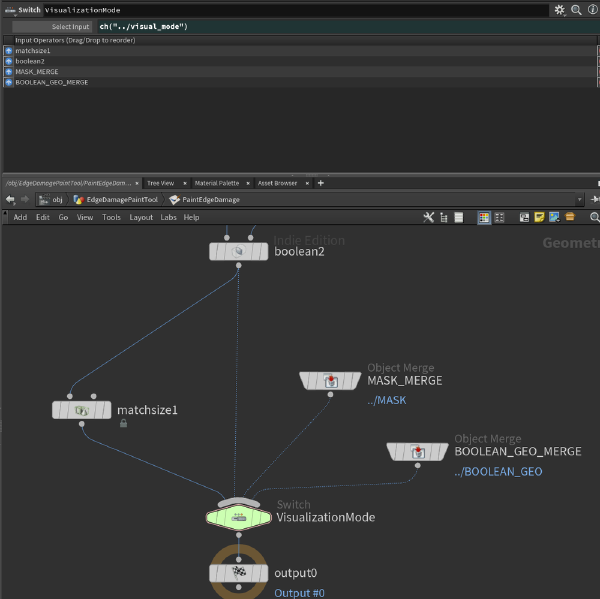 Switch VisualizationMode
Select Input ch("../visual_mode")
Input Operators (Drag/Drop to reorder)
matchsize1
boolean2
MASK_MERGE
BOOLEAN_GEO_MERGE
/obj/EdgeDamagePaintTool/PaintEdgeDam... × Tree View × Material Palette × Asset Browser × +
obj EdgeDamagePaintTool PaintEdgeDamage
Add Edit Go View Tools Layout Labs Help
Indie Edition
Geometr
boolean2
Object Merge
MASK_MERGE
../MASK
matchsize1
Object Merge
BOOLEAN_GEO_MERGE
../BOOLEAN_GEO
Switch
VisualizationMode
output0
Output #0